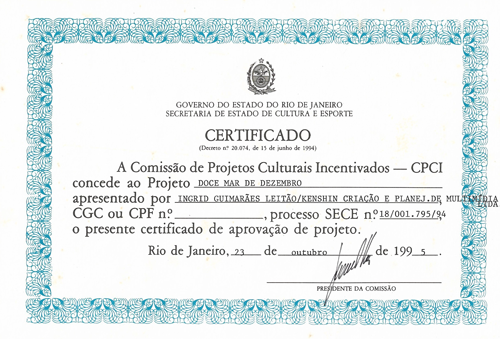 GOVERNO DO ESTADO DO RIO DE JANEIRO
SECRETARIA DE ESTADO DE CULTURA E ESPORTE
CERTIFICADO
(Decreto nº 20.074, de 15 de junho de 1994)
A Comissão de Projetos Culturais Incentivados — CPCI
concede ao Projeto DOCE MAR DE DEZEMBRO
apresentado por INGRID GUIMARÃES LEITÃO/KENSHIN CRIAÇÃO E PLANEJ.DE MULTIMÍDIA
LTDA
CGC ou CPF nº , processo SECE nº 18/001.795/94
o presente certificado de aprovação de projeto.
Rio de Janeiro, 23 de outubro de 1995.
PRESIDENTE DA COMISSÃO